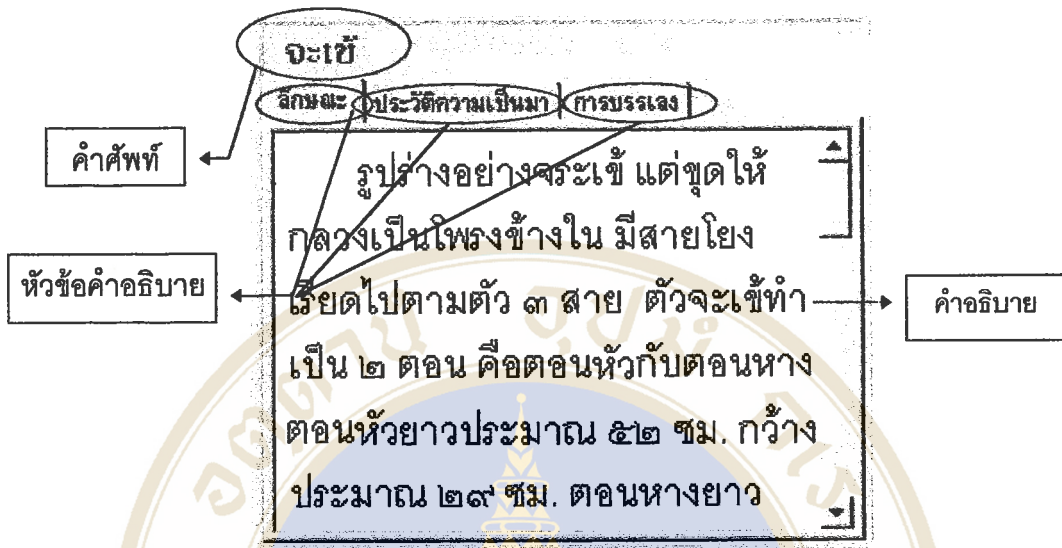 จะเข้
ลักษณะ ประวัติความเป็นมา การบรรเลง
คำศัพท์
รูปร่างอย่างจระเข้ แต่ขุดให้
กลวงเป็นโพรงข้างใน มีสายโยง
หัวข้อคำอธิบาย
เรียดไปตามตัว ๓ สาย ตัวจะเข้ทำ
คำอธิบาย
เป็น ๒ ตอน คือตอนหัวกับตอนหาง
ตอนหัวยาวประมาณ ๕๒ ซม. กว้าง
ประมาณ ๒๙ ซม. ตอนหางยาว